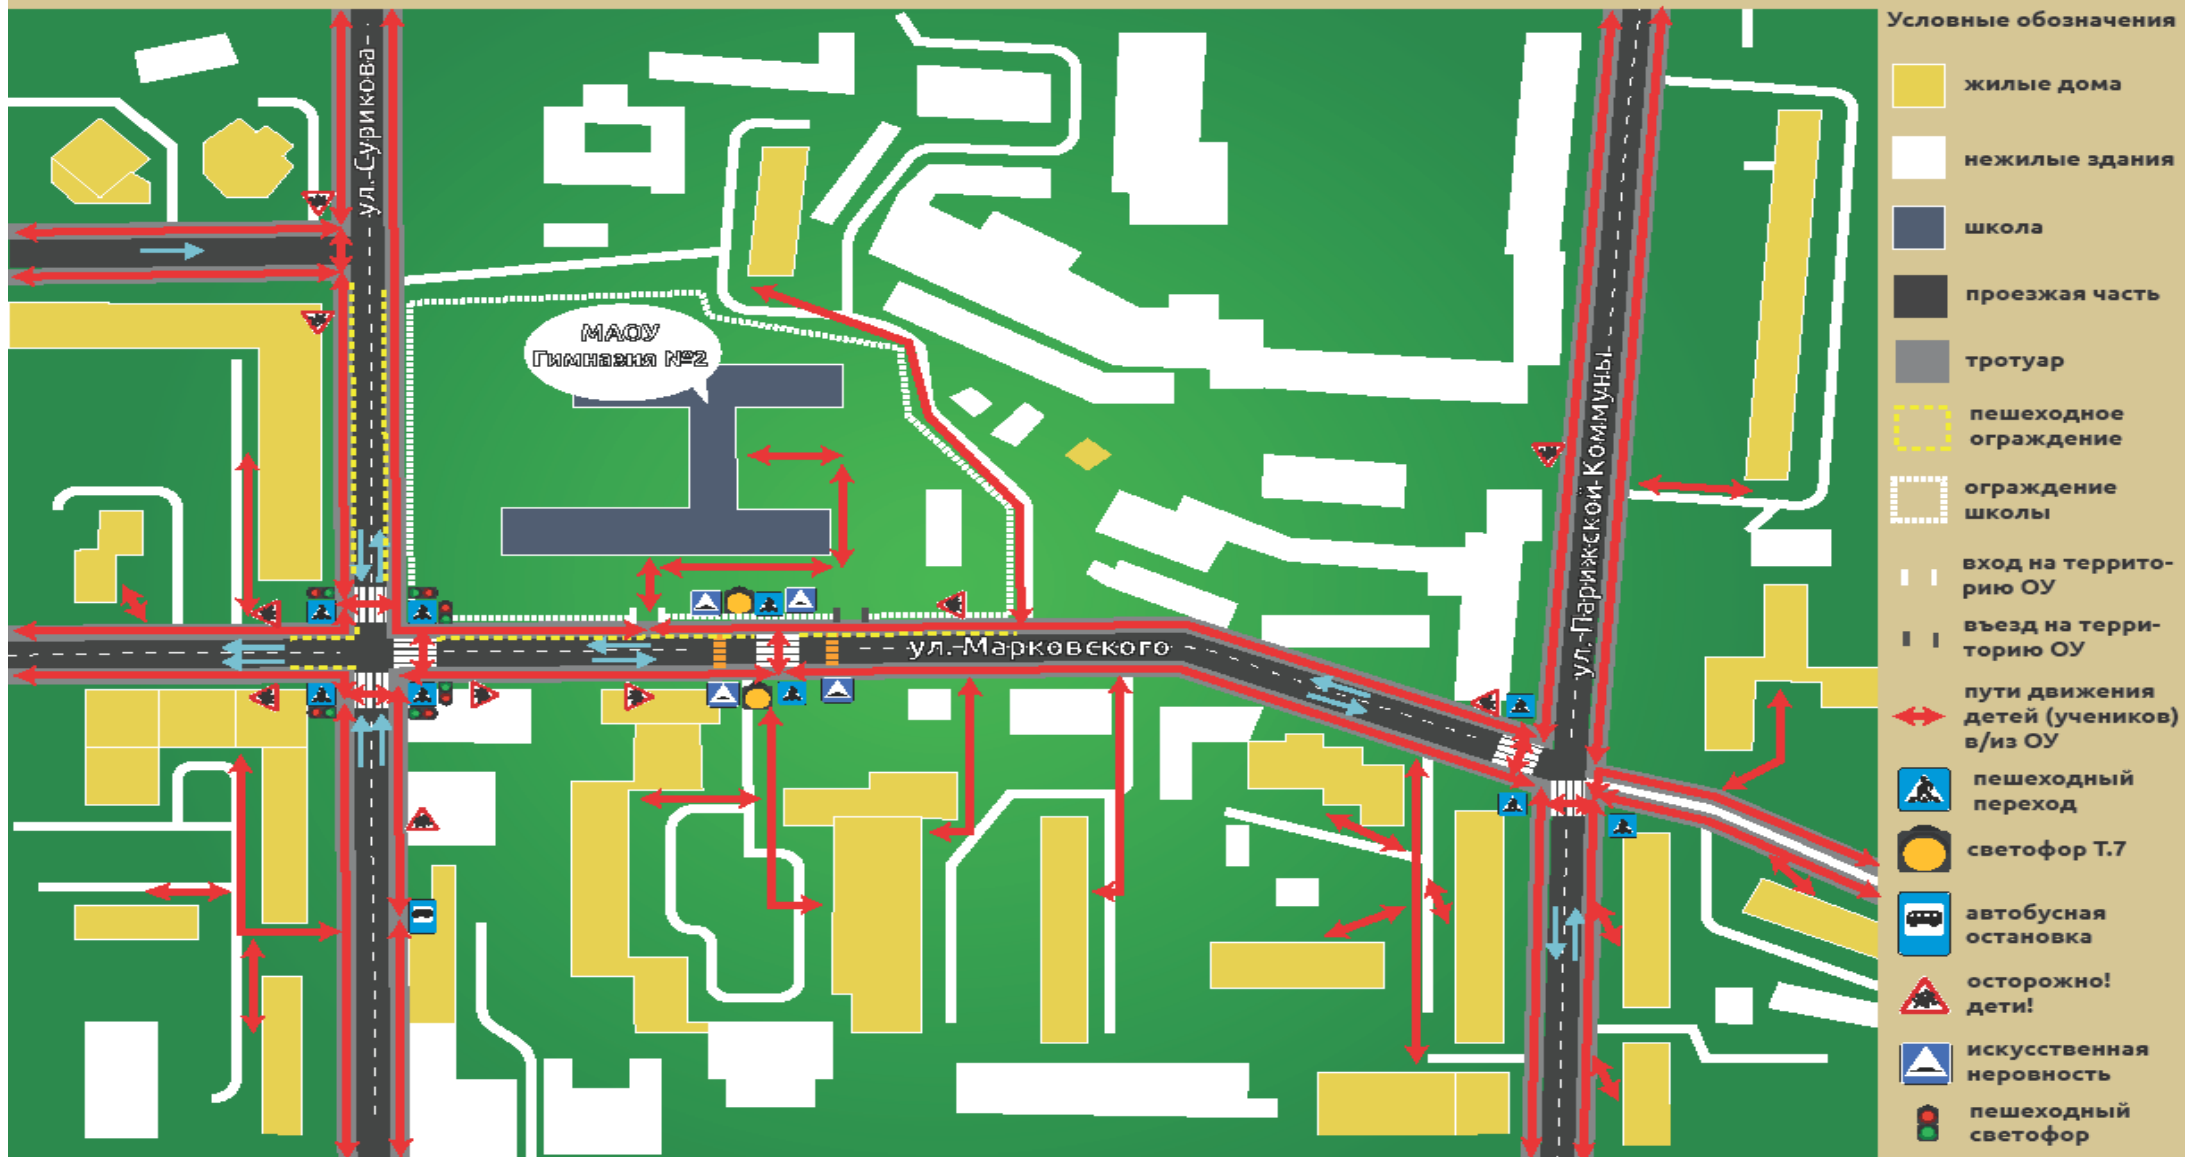 ул. Сурикова
МАОУ
Гимназия №2
ул. Марковского
ул. Парижской Коммуны
Условные обозначения
жилые дома
нежилые здания
школа
проезжая часть
тротуар
пешеходное
ограждение
ограждение
школы
вход на террито-
рию ОУ
въезд на терри-
торию ОУ
пути движения
детей (учеников)
в/из ОУ
пешеходный
переход
светофор Т.7
автобусная
остановка
осторожно!
дети!
искусственная
неровность
пешеходный
светофор